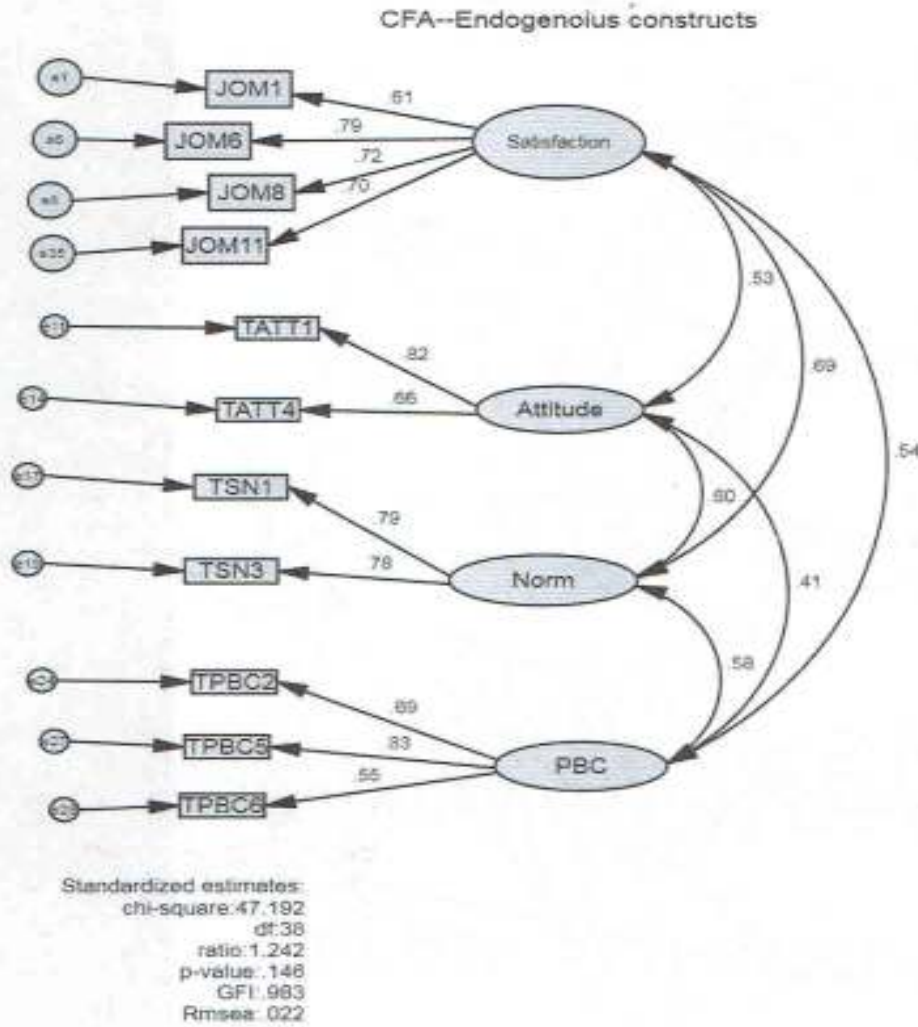 CFA--Endogenoius constructs
JOM1
.61
JOM6
.79
JOM8
.72
JOM11
.70
Satisfaction
.53
TATT1
.82
.69
TATT4
.66
Attitude
.54
TSN1
.79
.60
TSN3
.78
Norm
.41
.58
TPBC2
.69
TPBC5
.83
PBC
TPBC6
.55
Standardized estimates:
chi-square:47.192
df:38
ratio:1.242
p-value:.146
GFI:.983
Rmsea:.022